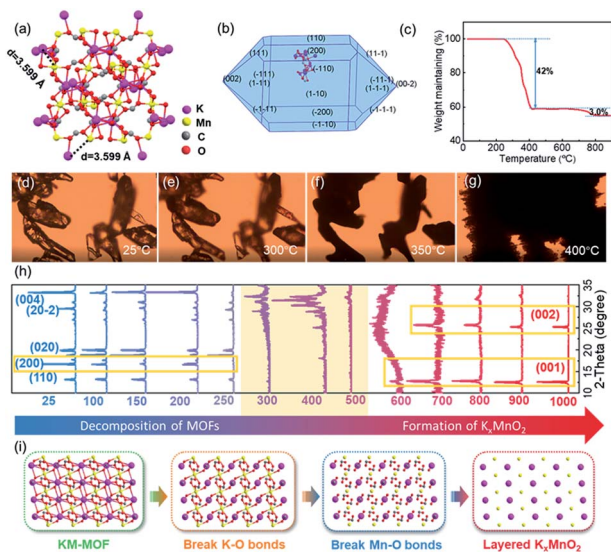 (a)
d=3.599 Å
d=3.599 Å
K
Mn
C
O
(b)
(110)
(111)
(200)
(11-1)
(002)
(-111)
(-110)
(-11-1)
(00-2)
(1-11)
(1-1-1)
(1-10)
(-1-11)
(-200)
(-1-1-1)
(-1-10)
(c)
Weight maintaining (%)
100
80
60
40
42%
3.0%
0
200
400
600
800
Temperature (ºC)
(d)
25°C
(e)
300°C
(f)
350°C
(g)
400°C
(h)
(004)
(20-2)
(020)
(200)
(110)
(002)
(001)
35
30
25
20
15
10
2-Theta (degree)
25
100
150
200
250
300
400
500
600
700
800
900
1000
Decomposition of MOFs
Formation of KₓMnO₂
(i)
KM-MOF
Break K-O bonds
Break Mn-O bonds
Layered KₓMnO₂